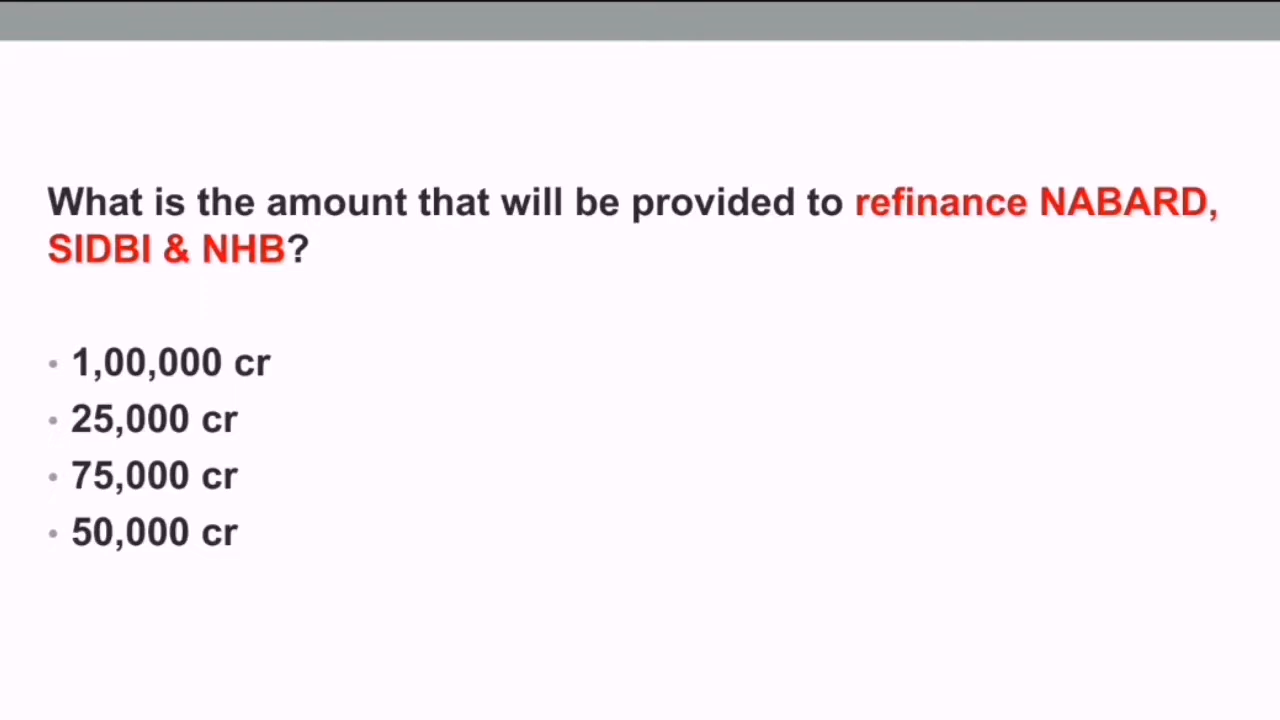 What is the amount that will be provided to refinance NABARD,
SIDBI & NHB?
• 1,00,000 cr
• 25,000 cr
• 75,000 cr
• 50,000 cr